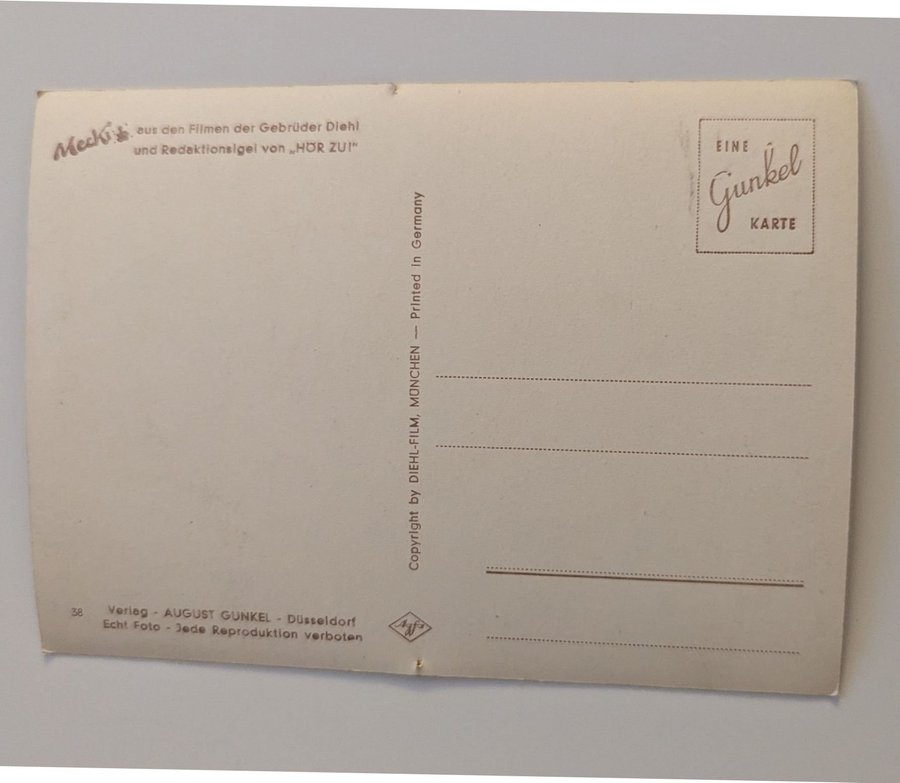 Mecki aus den Filmen der Gebrüder Diehl
und Redaktionsigel von „HÖR ZU!"
EINE
Gunkel
KARTE
Copyright by DIEHL-FILM, MÜNCHEN — Printed in Germany
38 Verlag - AUGUST GUNKEL - Düsseldorf
Echt Foto - Jede Reproduktion verboten
Agfa